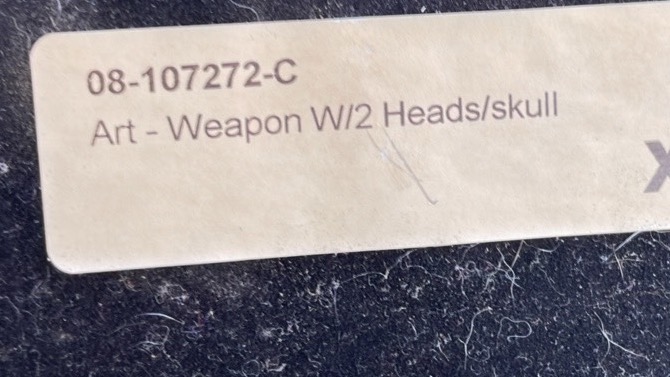 08-107272-C
Art - Weapon W/2 Heads/skull
X